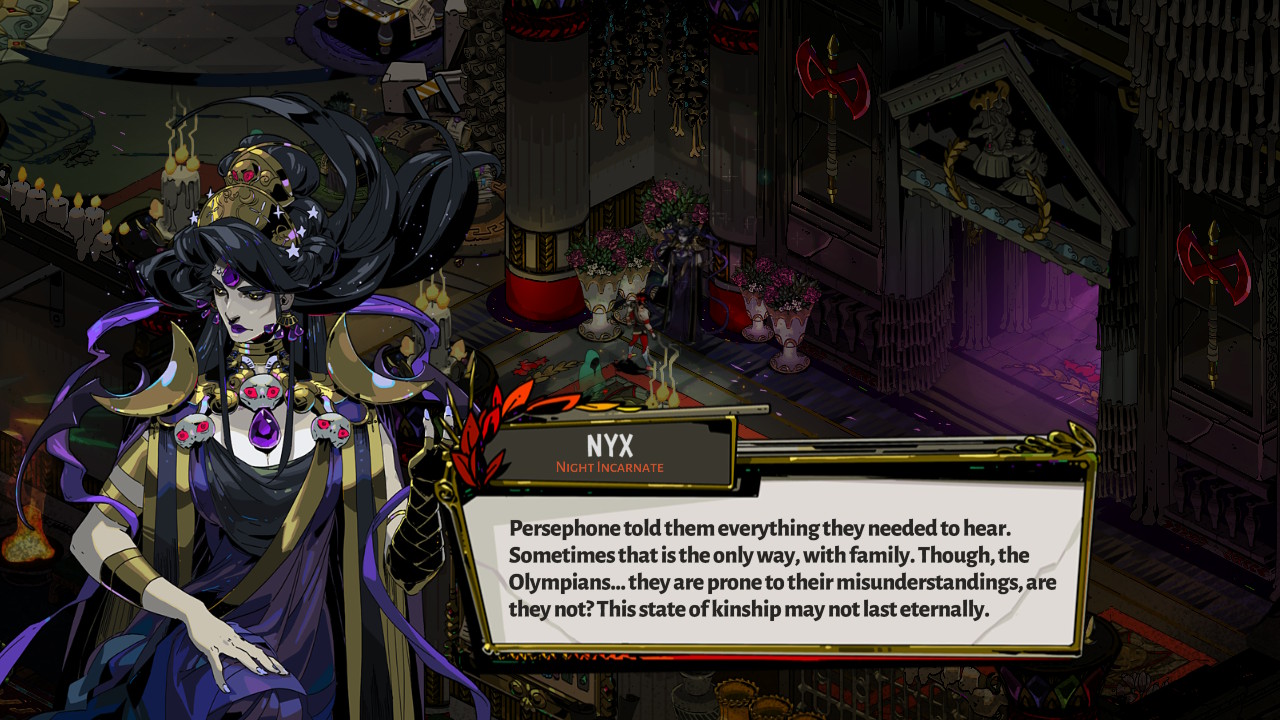 NYX
NIGHT INCARNATE
Persephone told them everything they needed to hear.
Sometimes that is the only way, with family. Though, the
Olympians... they are prone to their misunderstandings, are
they not? This state of kinship may not last eternally.